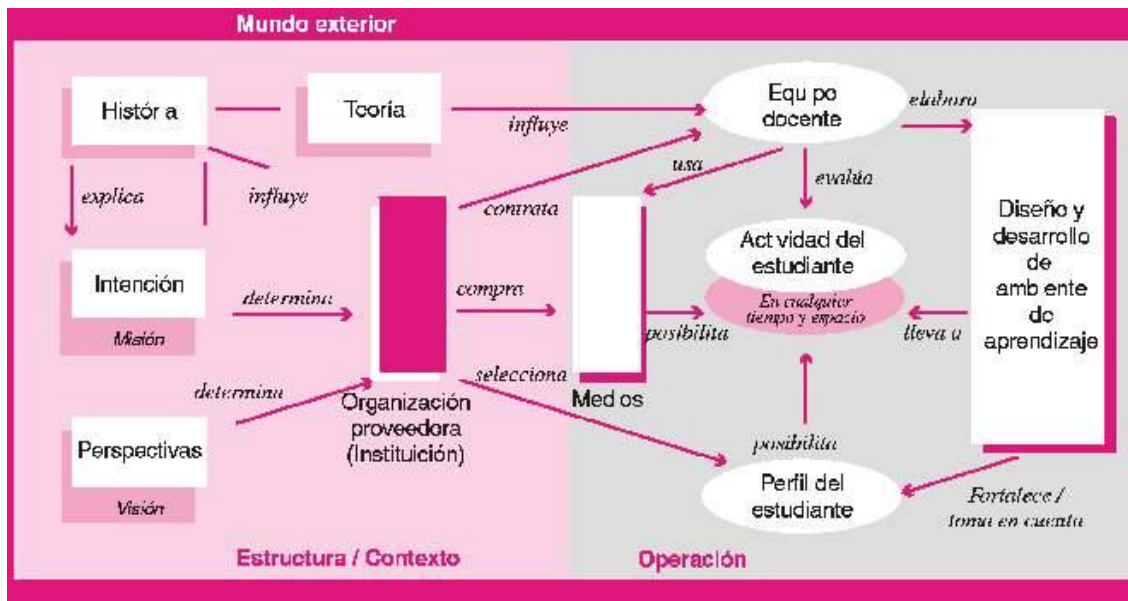 Mundo exterior
Histór a
Teoría
influye
Equ po
docente
elabora
explica
influye
contrata
usa
evalúa
Diseño y
desarrollo
de
amb ente
de
aprendizaje
Intención
Misión
determina
compra
Act vidad del
estudiante
En cualquier
tiempo y espacio
posibilita
lleva a
determina
selecciona
Med os
Organización
proveedora
(Instituición)
Perspectivas
Visión
posibilita
Perfil del
estudiante
Fortalece /
toma en cuenta
Estructura / Contexto
Operación